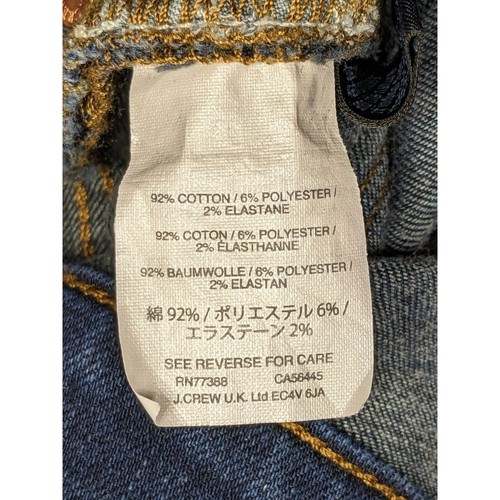 92% COTTON / 6% POLYESTER /
2% ELASTANE
92% COTON / 6% POLYESTER /
2% ELASTHANNE
92% BAUMWOLLE / 6% POLYESTER /
2% ELASTAN
綿 92% / ポリエステル 6% /
エラステーン 2%
SEE REVERSE FOR CARE
RN77388 CA56445
J.CREW U.K. Ltd EC4V 6JA